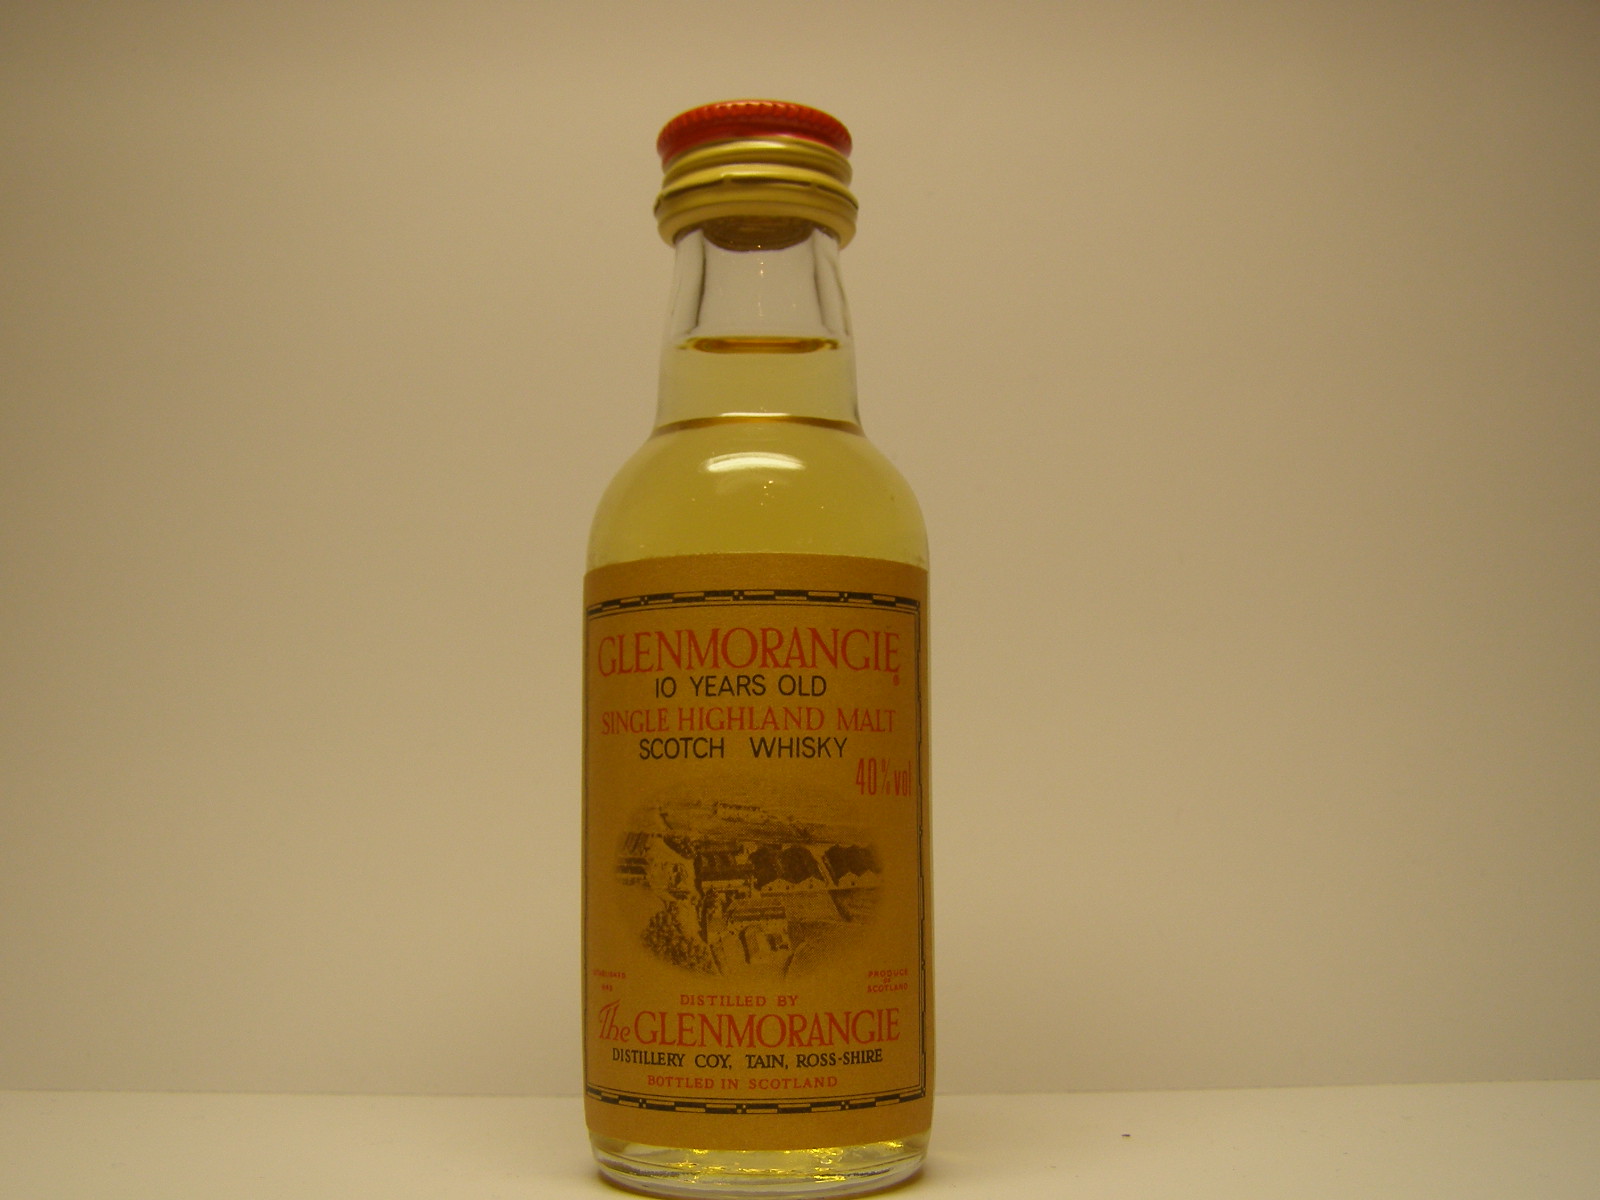 GLENMORANGIE®
10 YEARS OLD
SINGLE HIGHLAND MALT
SCOTCH WHISKY
40% vol
PRODUCE
OF
SCOTLAND
DISTILLED BY
The GLENMORANGIE
DISTILLERY COY, TAIN, ROSS-SHIRE
BOTTLED IN SCOTLAND